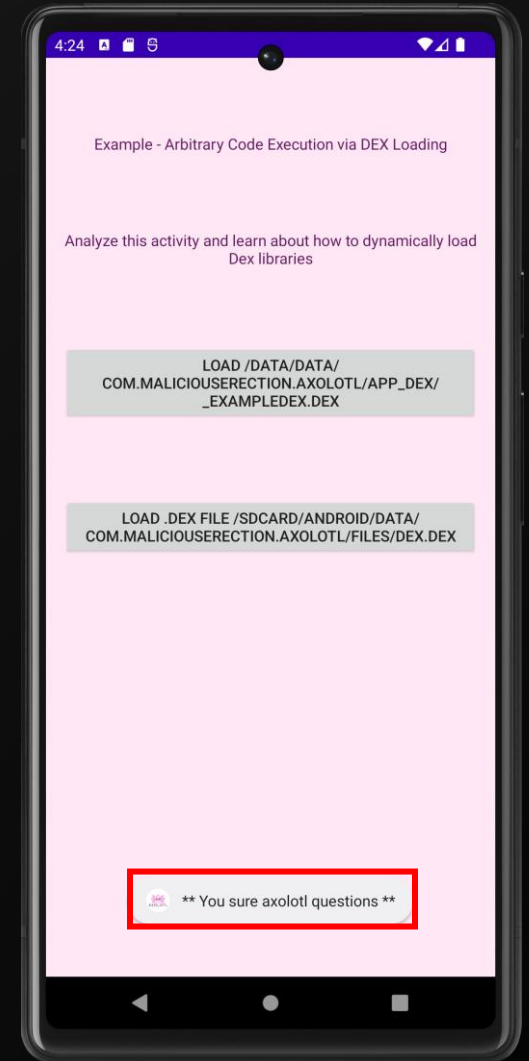 4:24
Example - Arbitrary Code Execution via DEX Loading
Analyze this activity and learn about how to dynamically load
Dex libraries
LOAD /DATA/DATA/
COM.MALICIOUSERECTION.AXOLOTL/APP_DEX/
_EXAMPLEDEX.DEX
LOAD .DEX FILE /SDCARD/ANDROID/DATA/
COM.MALICIOUSERECTION.AXOLOTL/FILES/DEX.DEX
** You sure axolotl questions **